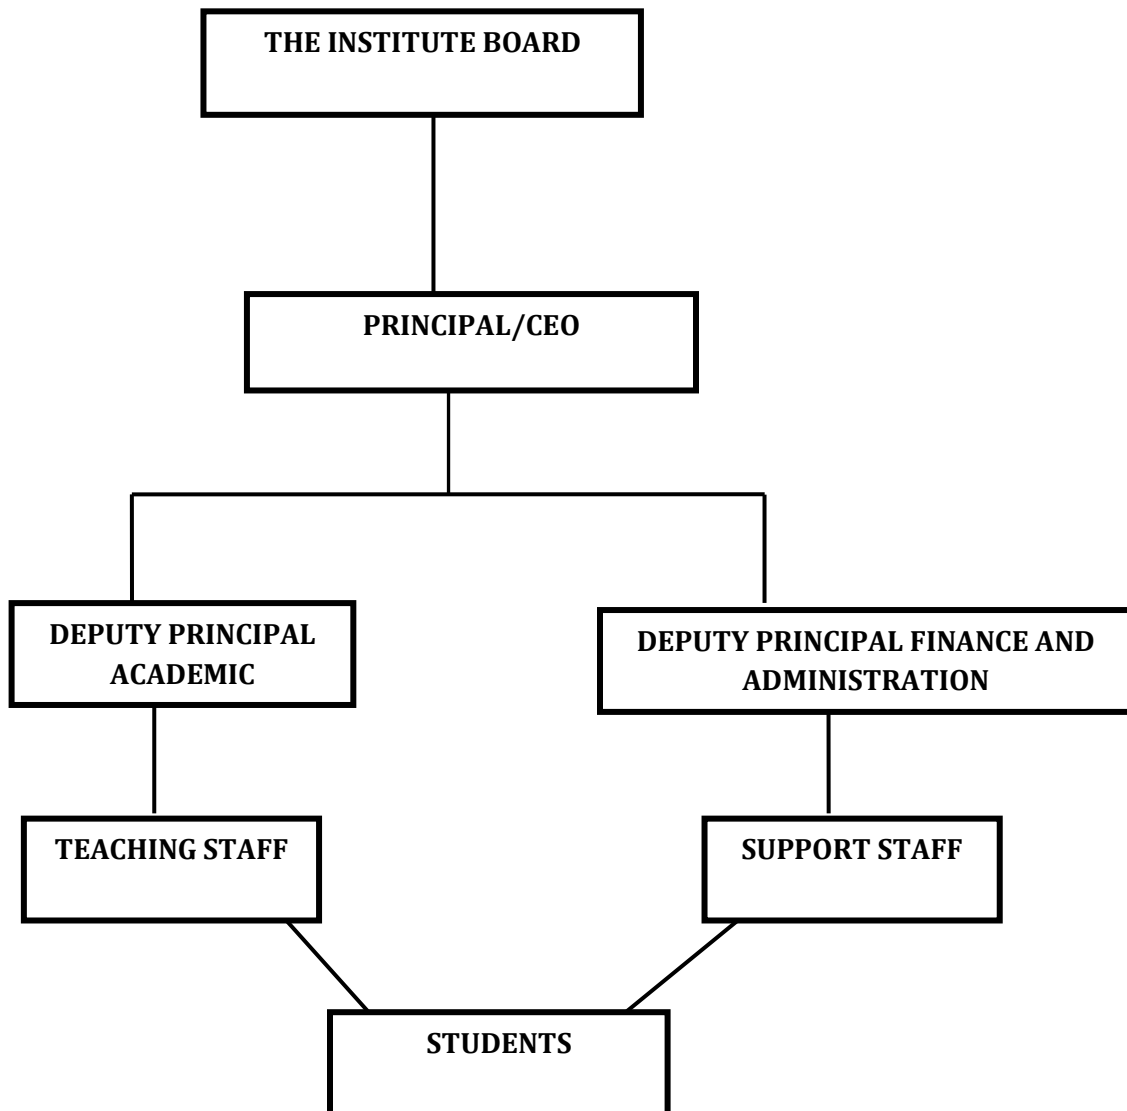 THE INSTITUTE BOARD
PRINCIPAL/CEO
DEPUTY PRINCIPAL
ACADEMIC
DEPUTY PRINCIPAL FINANCE AND
ADMINISTRATION
TEACHING STAFF
SUPPORT STAFF
STUDENTS